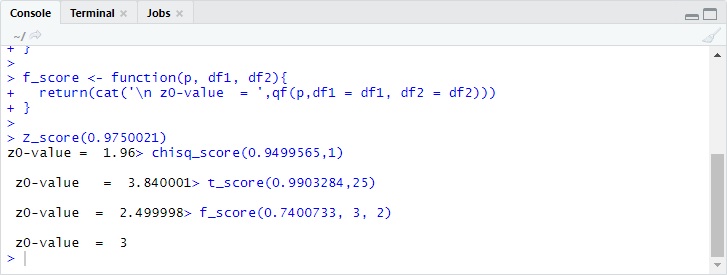 Console Terminal × Jobs ×
~/
+ }
>
> f_score <- function(p, df1, df2){
+   return(cat('\n z0-value  = ',qf(p,df1 = df1, df2 = df2)))
+ }
>
> Z_score(0.9750021)
z0-value =  1.96> chisq_score(0.9499565,1)
 z0-value   =  3.840001> t_score(0.9903284,25)
 z0-value  =  2.499998> f_score(0.7400733, 3, 2)
 z0-value  =  3
>